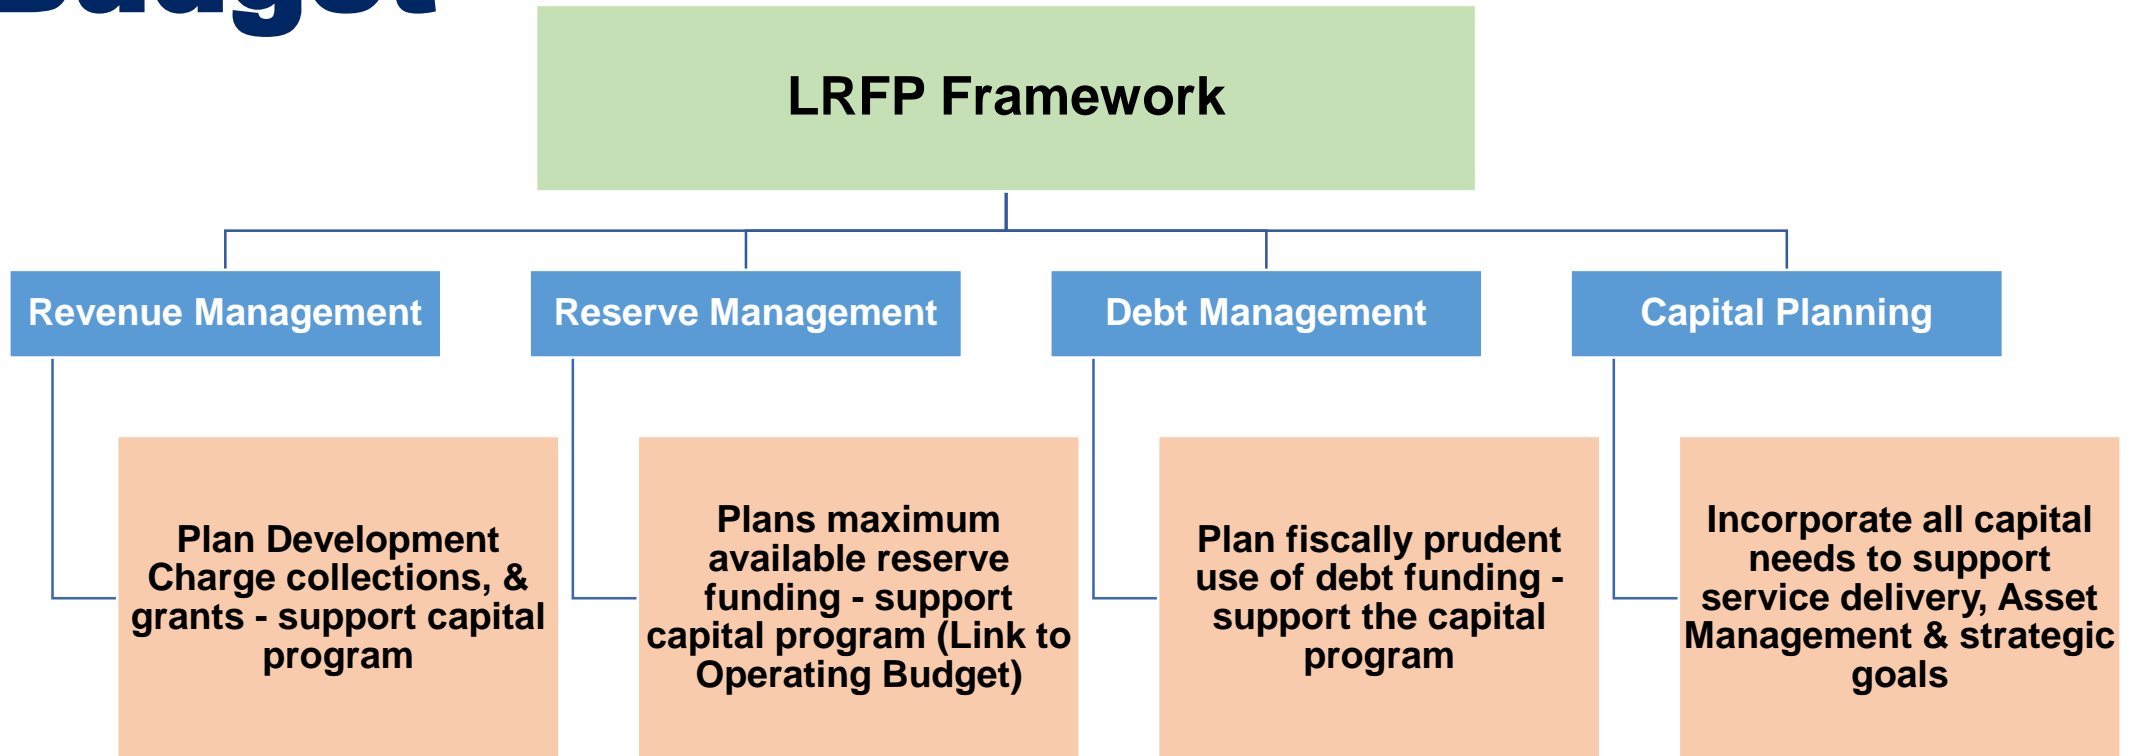 Budget
LRFP Framework
Revenue Management
Reserve Management
Debt Management
Capital Planning
Plan Development
Charge collections, &
grants - support capital
program
Plans maximum
available reserve
funding - support
capital program (Link to
Operating Budget)
Plan fiscally prudent
use of debt funding -
support the capital
program
Incorporate all capital
needs to support
service delivery, Asset
Management & strategic
goals